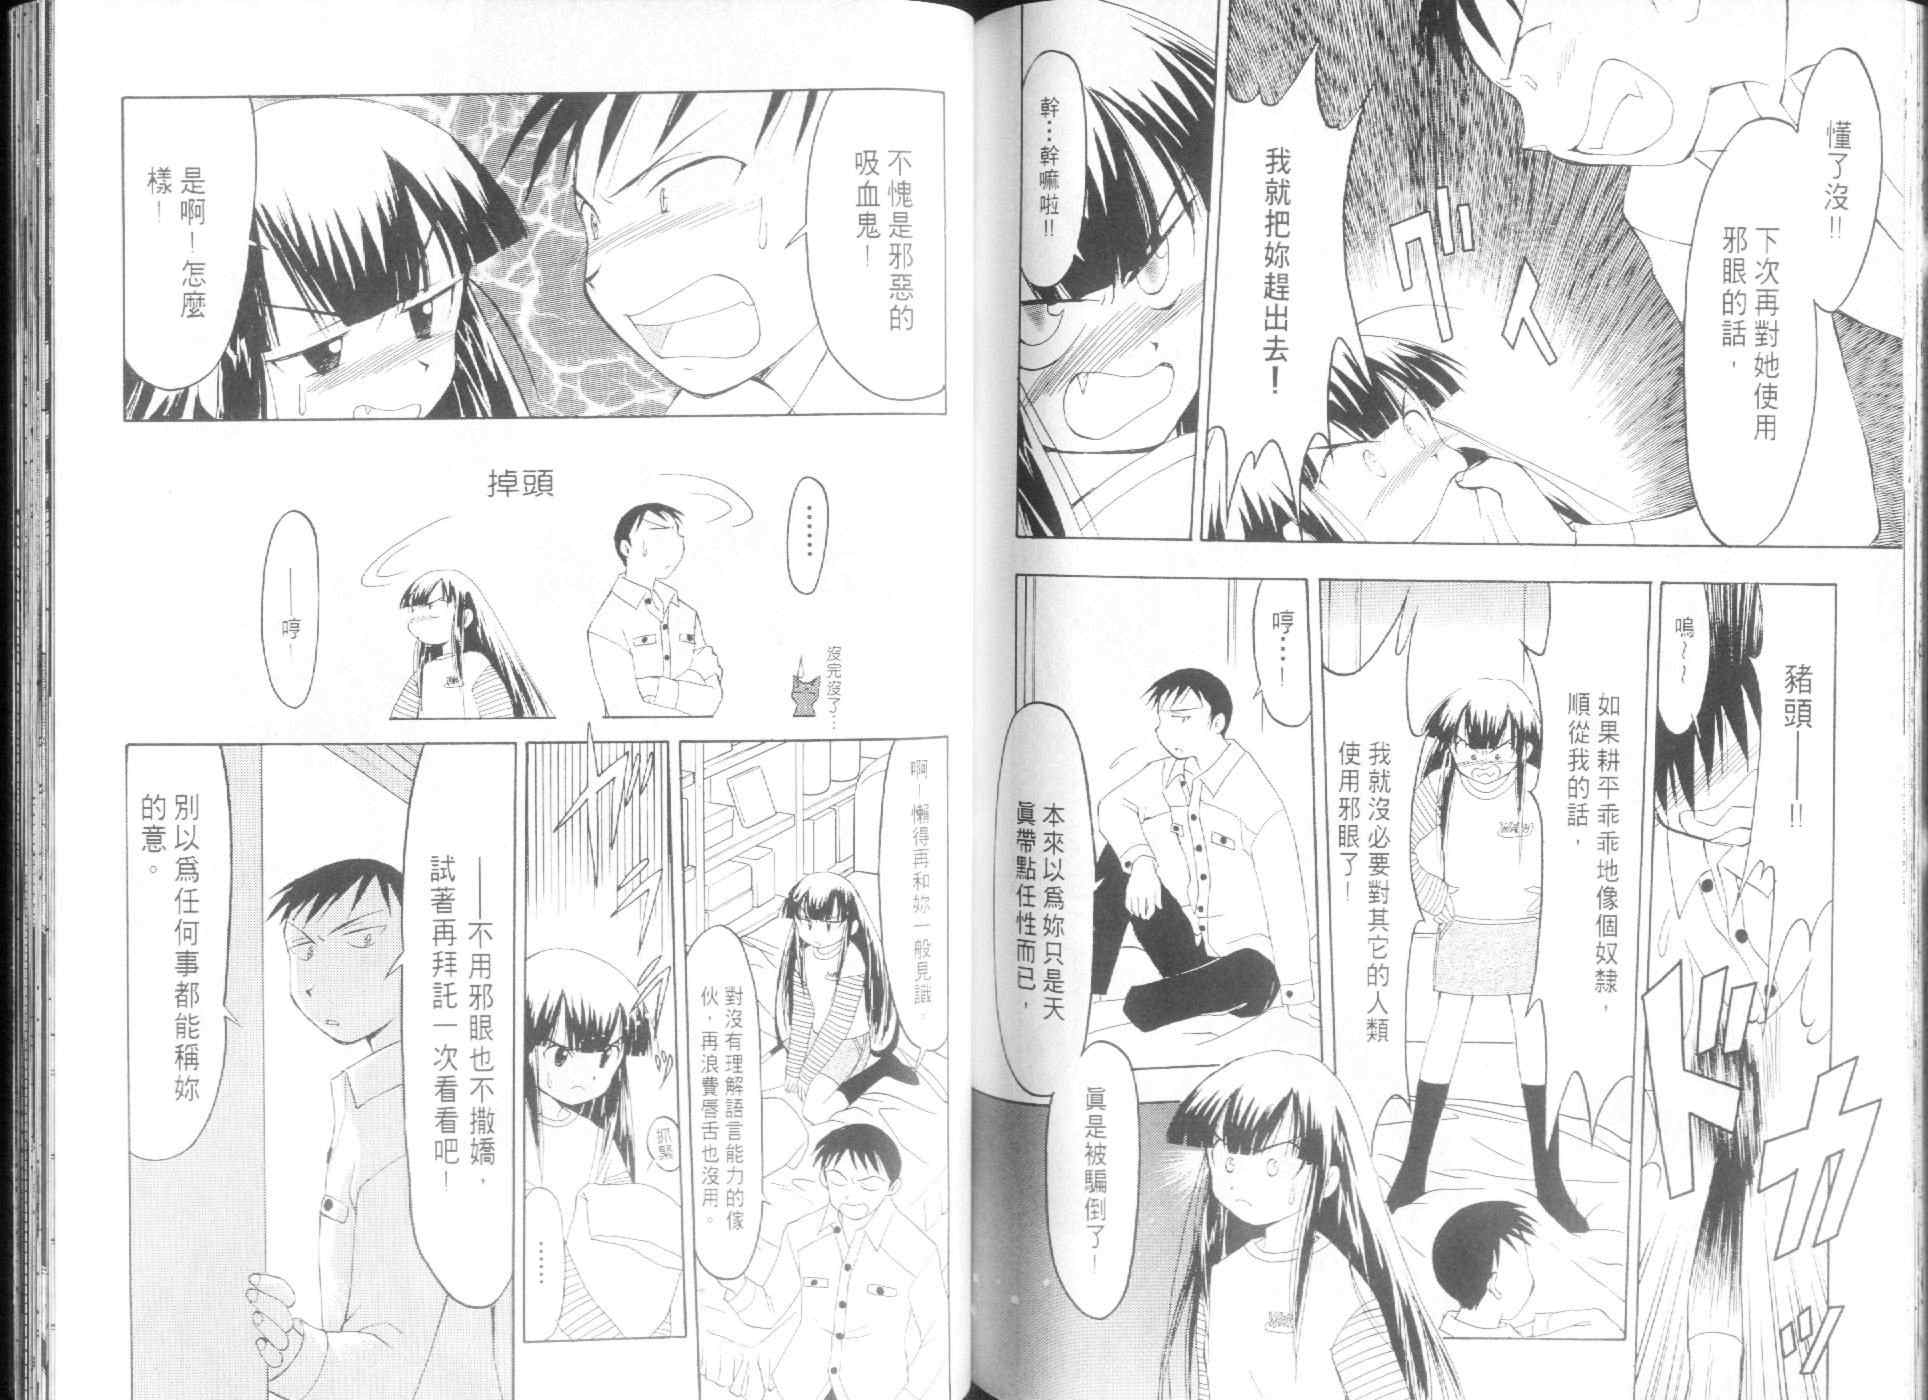 懂了沒!!
下次再對她使用
邪眼的話，
我就把妳趕出去！
幹…幹嘛啦!!
豬頭——!!
嗚~~
如果耕平乖乖地像個奴隸，
順從我的話，
我就沒必要對其它的人類
使用邪眼了！
哼…！
本來以爲妳只是天
眞帶點任性而已，
眞是被騙倒了！
不愧是邪惡的
吸血鬼！
是啊！怎麼
樣！
掉頭
……
沒完沒了…
——哼！
啊—懶得再和妳一般見識。
對沒有理解語言能力的傢
伙，再浪費唇舌也沒用。
抓緊
……
——不用邪眼也不撒嬌，
試著再拜託一次看看吧！
別以爲任何事都能稱妳
的意。